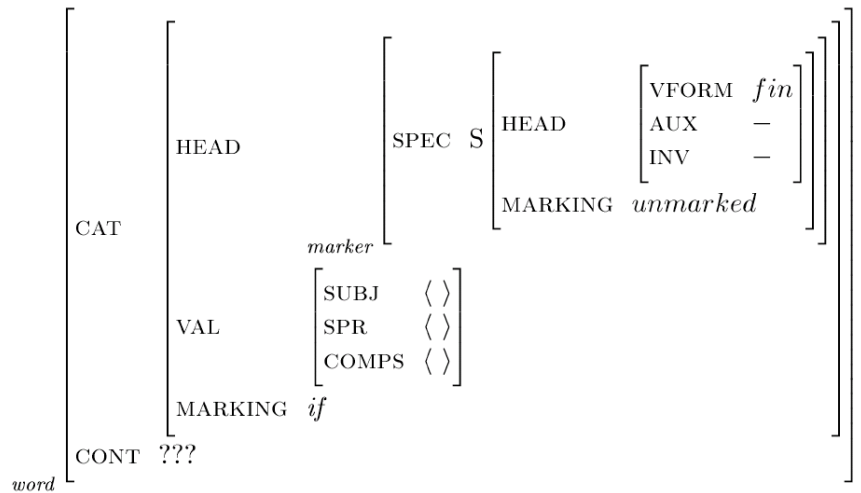 VFORM fin
AUX −
HEAD
INV −
HEAD
SPEC S
MARKING unmarked
CAT
marker
SUBJ ⟨ ⟩
VAL
SPR ⟨ ⟩
COMPS ⟨ ⟩
MARKING if
CONT ???
word